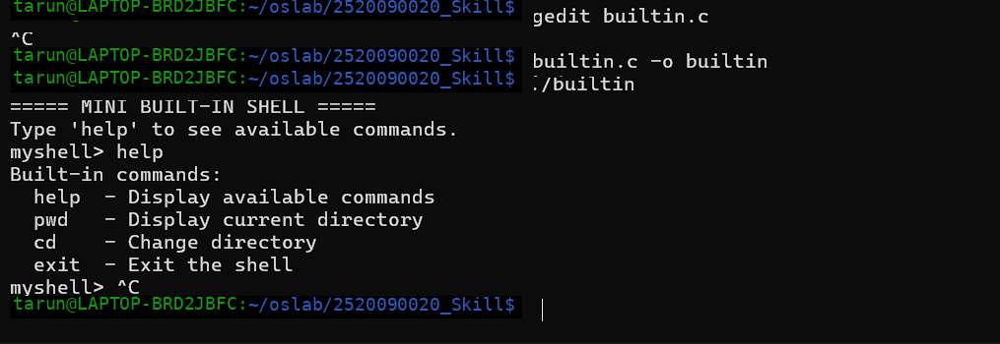 tarun@LAPTOP-BRD2JBFC:~/oslab/2520090020_Skill$ gedit builtin.c
^C
tarun@LAPTOP-BRD2JBFC:~/oslab/2520090020_Skill$ builtin.c -o builtin
tarun@LAPTOP-BRD2JBFC:~/oslab/2520090020_Skill$ ./builtin
===== MINI BUILT-IN SHELL =====
Type 'help' to see available commands.
myshell> help
Built-in commands:
  help  - Display available commands
  pwd   - Display current directory
  cd    - Change directory
  exit  - Exit the shell
myshell> ^C
tarun@LAPTOP-BRD2JBFC:~/oslab/2520090020_Skill$